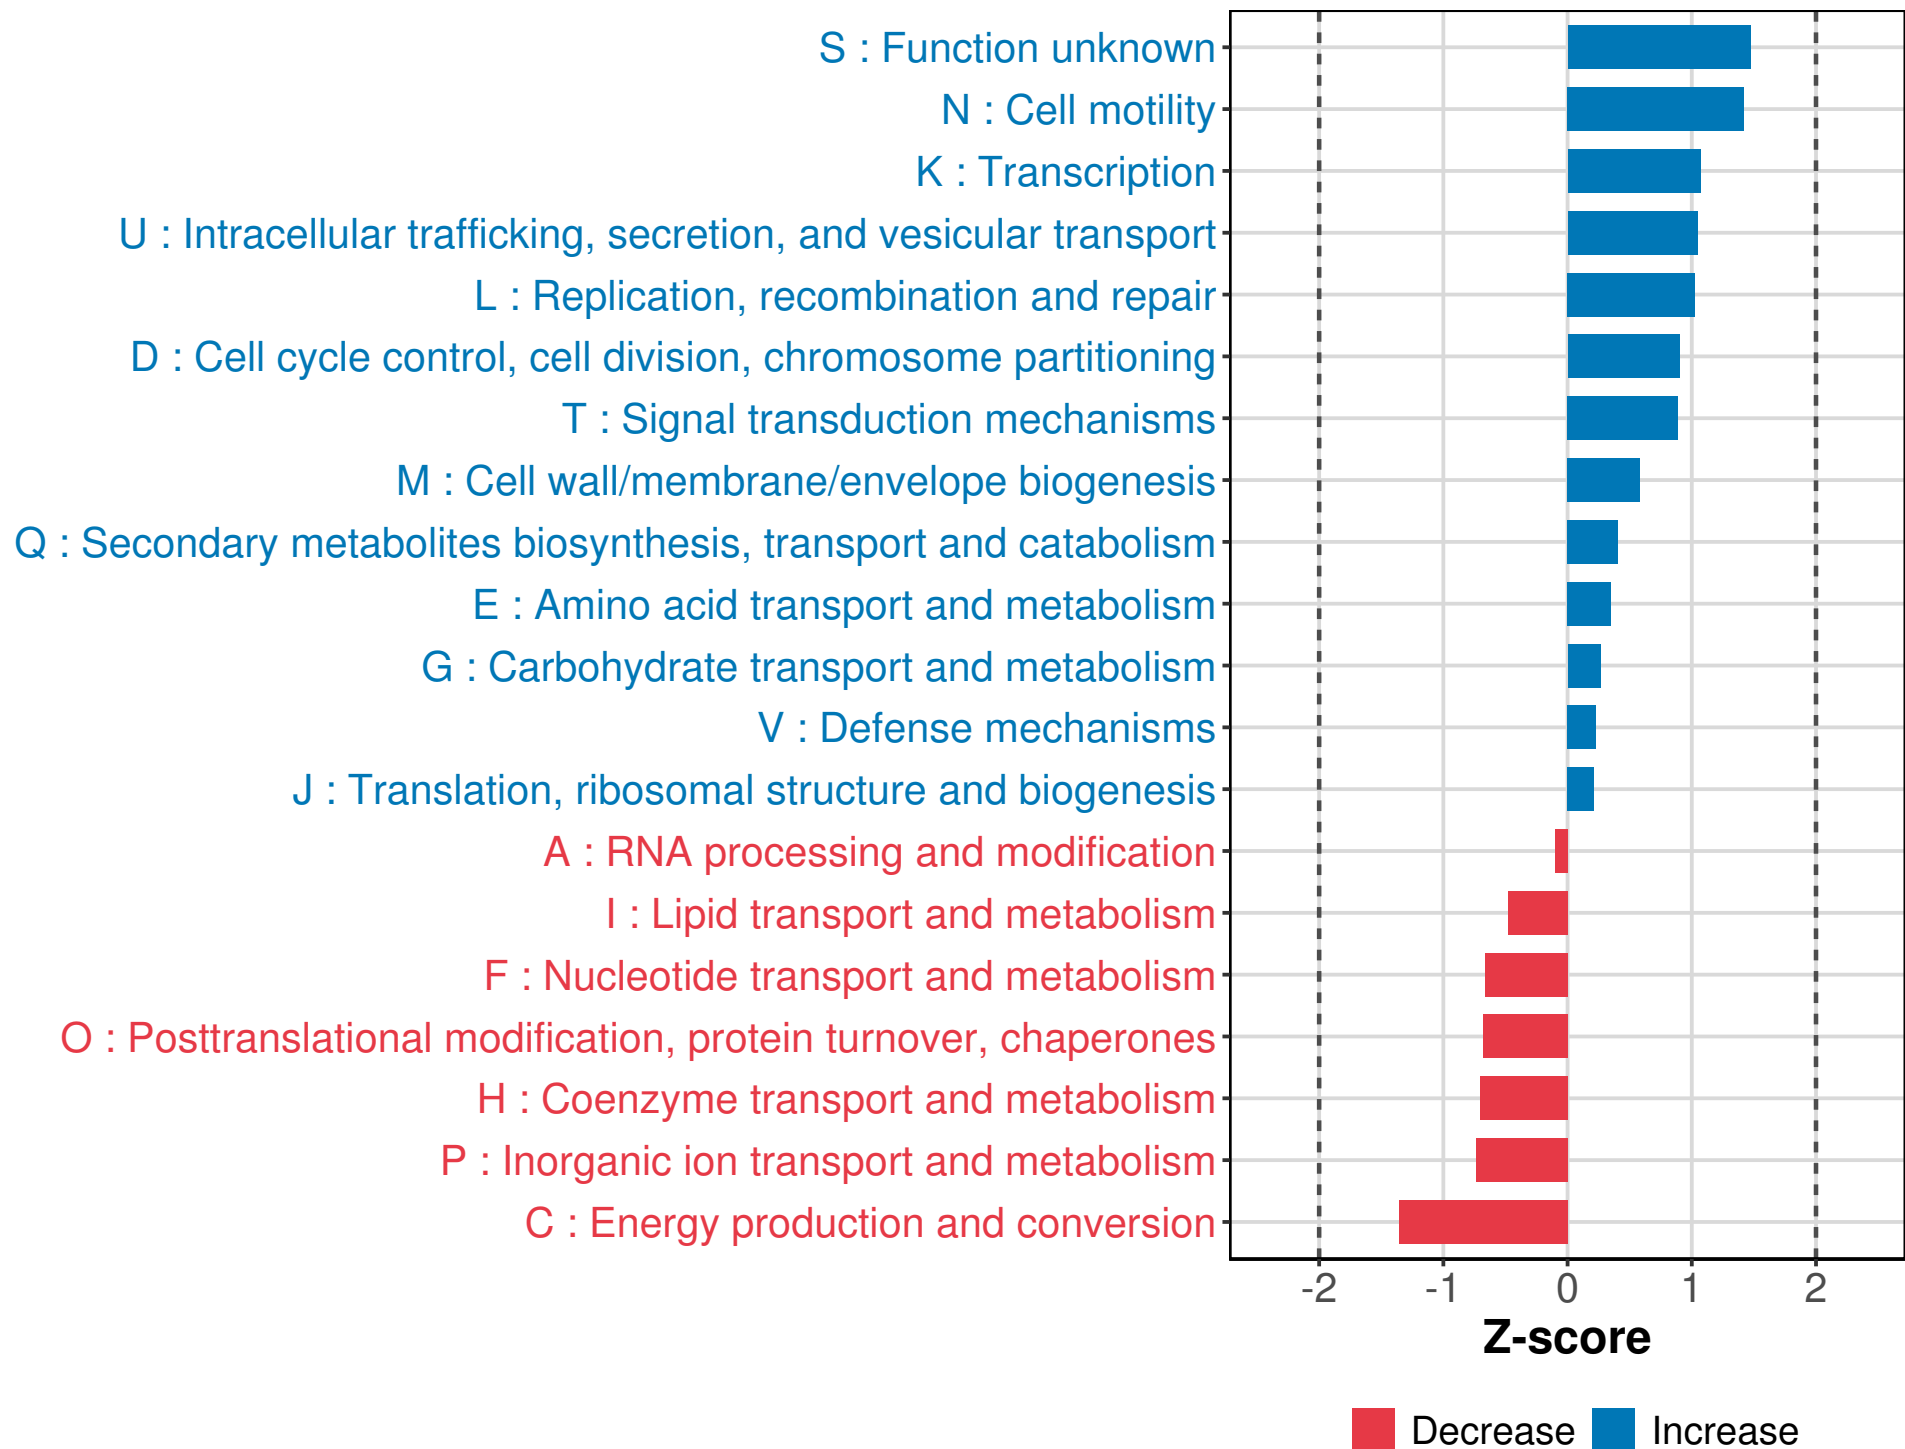 S : Function unknown
N : Cell motility
K : Transcription
U : Intracellular trafficking, secretion, and vesicular transport
L : Replication, recombination and repair
D : Cell cycle control, cell division, chromosome partitioning
T : Signal transduction mechanisms
M : Cell wall/membrane/envelope biogenesis
Q : Secondary metabolites biosynthesis, transport and catabolism
E : Amino acid transport and metabolism
G : Carbohydrate transport and metabolism
V : Defense mechanisms
J : Translation, ribosomal structure and biogenesis
A : RNA processing and modification
I : Lipid transport and metabolism
F : Nucleotide transport and metabolism
O : Posttranslational modification, protein turnover, chaperones
H : Coenzyme transport and metabolism
P : Inorganic ion transport and metabolism
C : Energy production and conversion
-2 -1 0 1 2
Z-score
Decrease Increase